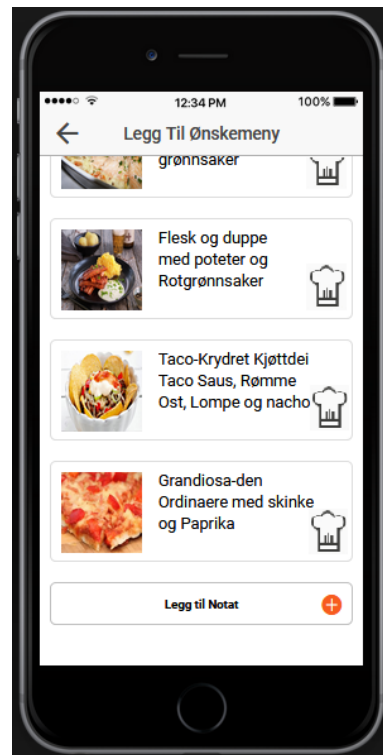 12:34 PM
100%
Legg Til Ønskemeny
grønnsaker
Flesk og duppe
med poteter og
Rotgrønnsaker
Taco-Krydret Kjøttdei
Taco Saus, Rømme
Ost, Lompe og nacho
Grandiosa-den
Ordinaere med skinke
og Paprika
Legg til Notat